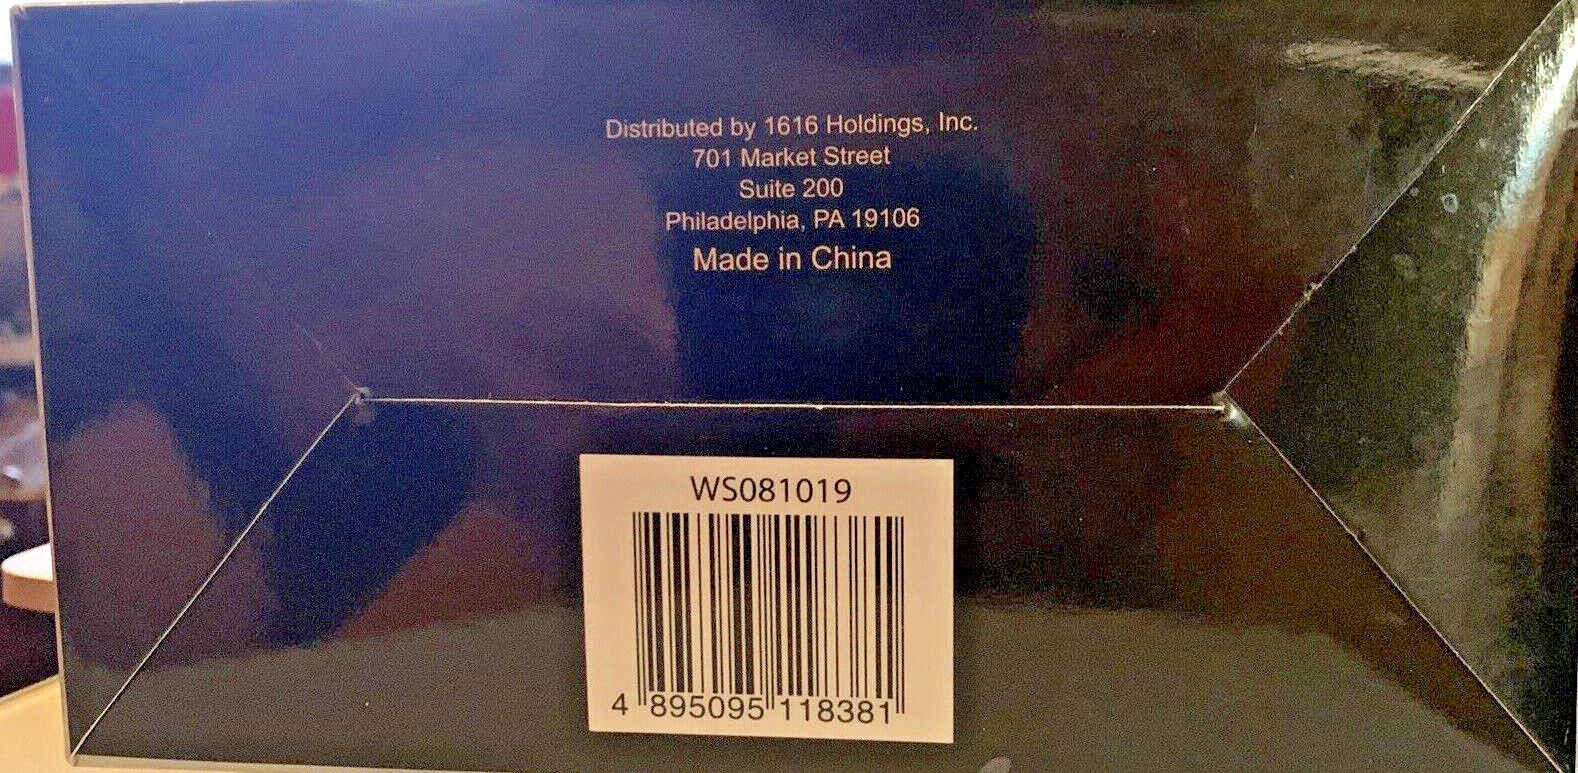 Distributed by 1616 Holdings, Inc.
701 Market Street
Suite 200
Philadelphia, PA 19106
Made in China
WS081019
4 895095 118381